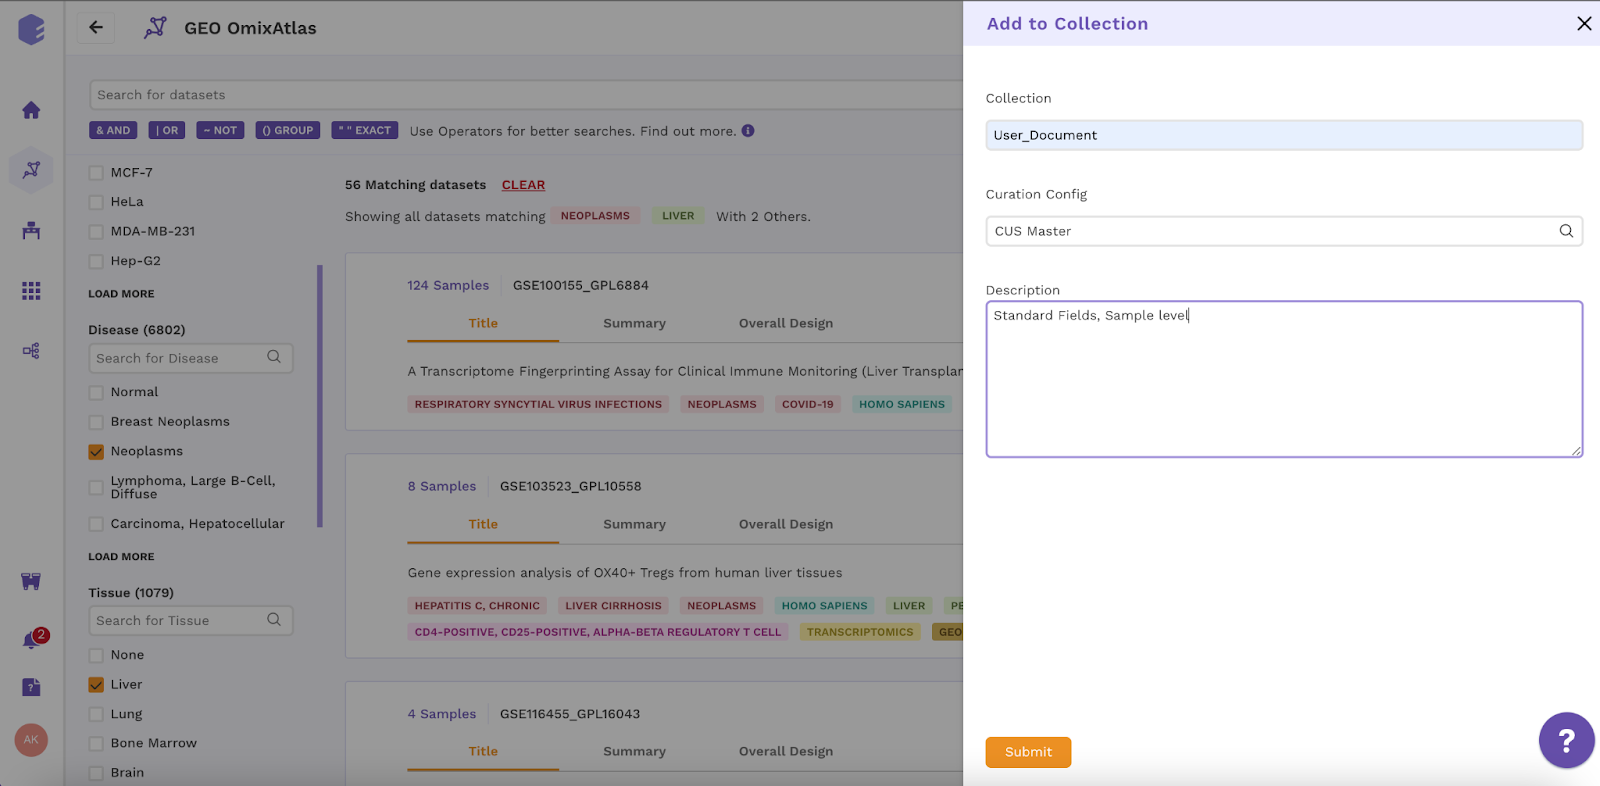 GEO OmixAtlas
Search for datasets
& AND | OR ~ NOT () GROUP " " EXACT Use Operators for better searches. Find out more.
MCF-7
HeLa
MDA-MB-231
Hep-G2
LOAD MORE
Disease (6802)
Search for Disease
Normal
Breast Neoplasms
Neoplasms
Lymphoma, Large B-Cell,
Diffuse
Carcinoma, Hepatocellular
LOAD MORE
Tissue (1079)
Search for Tissue
None
Liver
Lung
Bone Marrow
Brain
2
?
AK
56 Matching datasets CLEAR
Showing all datasets matching NEOPLASMS LIVER With 2 Others.
124 Samples GSE100155_GPL6884
Title Summary Overall Design
A Transcriptome Fingerprinting Assay for Clinical Immune Monitoring (Liver Transplan
RESPIRATORY SYNCYTIAL VIRUS INFECTIONS NEOPLASMS COVID-19 HOMO SAPIENS
8 Samples GSE103523_GPL10558
Title Summary Overall Design
Gene expression analysis of OX40+ Tregs from human liver tissues
HEPATITIS C, CHRONIC LIVER CIRRHOSIS NEOPLASMS HOMO SAPIENS LIVER PE
CD4-POSITIVE, CD25-POSITIVE, ALPHA-BETA REGULATORY T CELL TRANSCRIPTOMICS GEO
4 Samples GSE116455_GPL16043
Title Summary Overall Design
Add to Collection
Collection
User_Document
Curation Config
CUS Master
Description
Standard Fields, Sample level
Submit
?